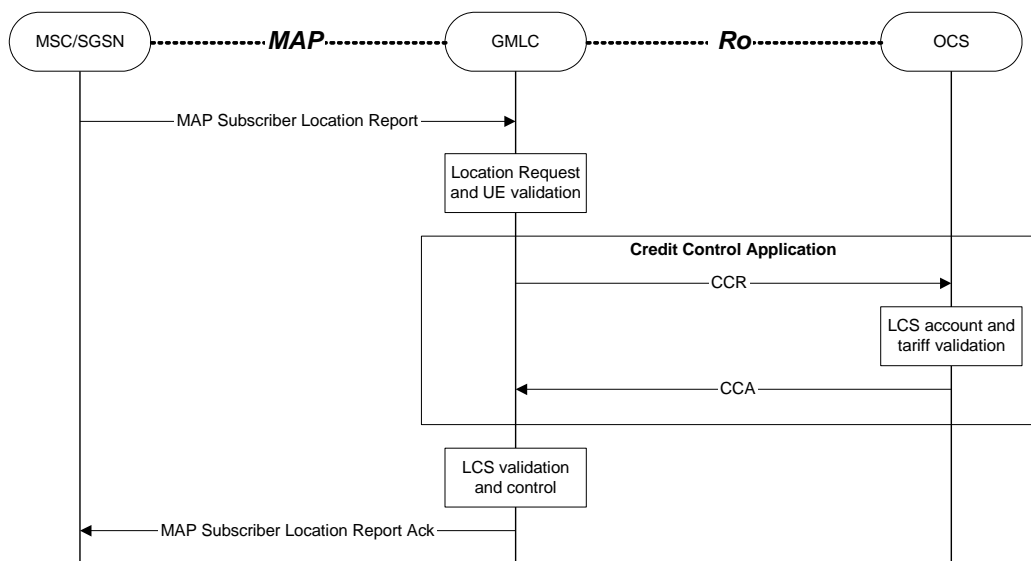 MSC/SGSN
MAP
GMLC
Ro
OCS
MAP Subscriber Location Report
Location Request
and UE validation
Credit Control Application
CCR
LCS account and
tariff validation
CCA
LCS validation
and control
MAP Subscriber Location Report Ack